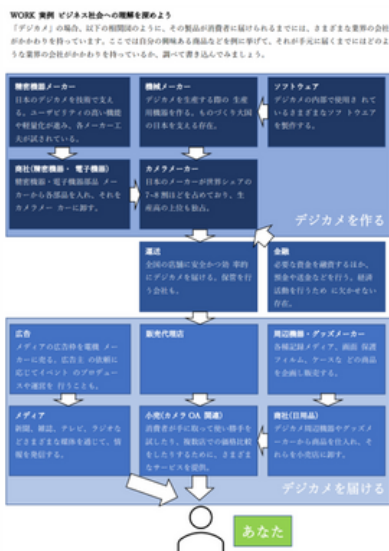 WORK 実例 ビジネス社会への理解を深めよう
「デジカメ」の場合、以下の相関図のように、その製品が消費者に届けられるまでには、さまざまな業界の会社
がかかわりを持っています。ここでは自分の興味ある商品などを例に挙げて、それが手元に届くまでにはどのよ
うな業界の会社がかかわりを持っているか、調べて書き込んでみましょう。
精密機器メーカー
日本のデジカメを技術で支え
る。ユーザビリティの高い機能
や軽量化が進み、各メーカー工
夫が試されている。
機械メーカー
デジカメを生産する際の 生産
用機器を作る。ものづくり大国
の日本を支える存在。
ソフトウェア
デジカメの内部で使用さ れ
ているさまざまなソフ トウエア
を製作する。
商社(精密機器・ 電子機器)
精密機器・電子機器部品 メー
カーから各部品を入れ、それを
カメラメー カーに卸す。
カメラメーカー
日本のメーカーが世界シェアの
7~8 割ほどを占めており、生
産高の上位も独占。
デジカメを作る
運送
全国の店舗に安全かつ効 率的
にデジカメを届ける。保管を行
う会社も。
金融
必要な資金を融資するほか、
預金や送金などを行う。経済
活動を行うため に欠かせない
存在。
広告
メディアの広告枠を電機 メー
カーに売る。広告主 の依頼に
応じてイベント のプロデュー
スや運営を 行うことも。
販売代理店
周辺機器・グッズメーカー
各種記録メディア、画面 保護
フィルム、ケースな どの商
品を企画し販売する。
メディア
新聞、雑誌、テレビ、ラジオな
どさまざまな媒体を通じて、情
報を発信する。
小売(カメラ OA 関連)
消費者が手に取って使い勝手を
試したり、複数店での価格比較
をしたりするために、さまざま
なサービスを提供。
商社(日用品)
デジカメ周辺機器やグッズメ
ーカーから商品を仕入れ、そ
れらを小売店に卸す。
デジカメを届ける
あなた